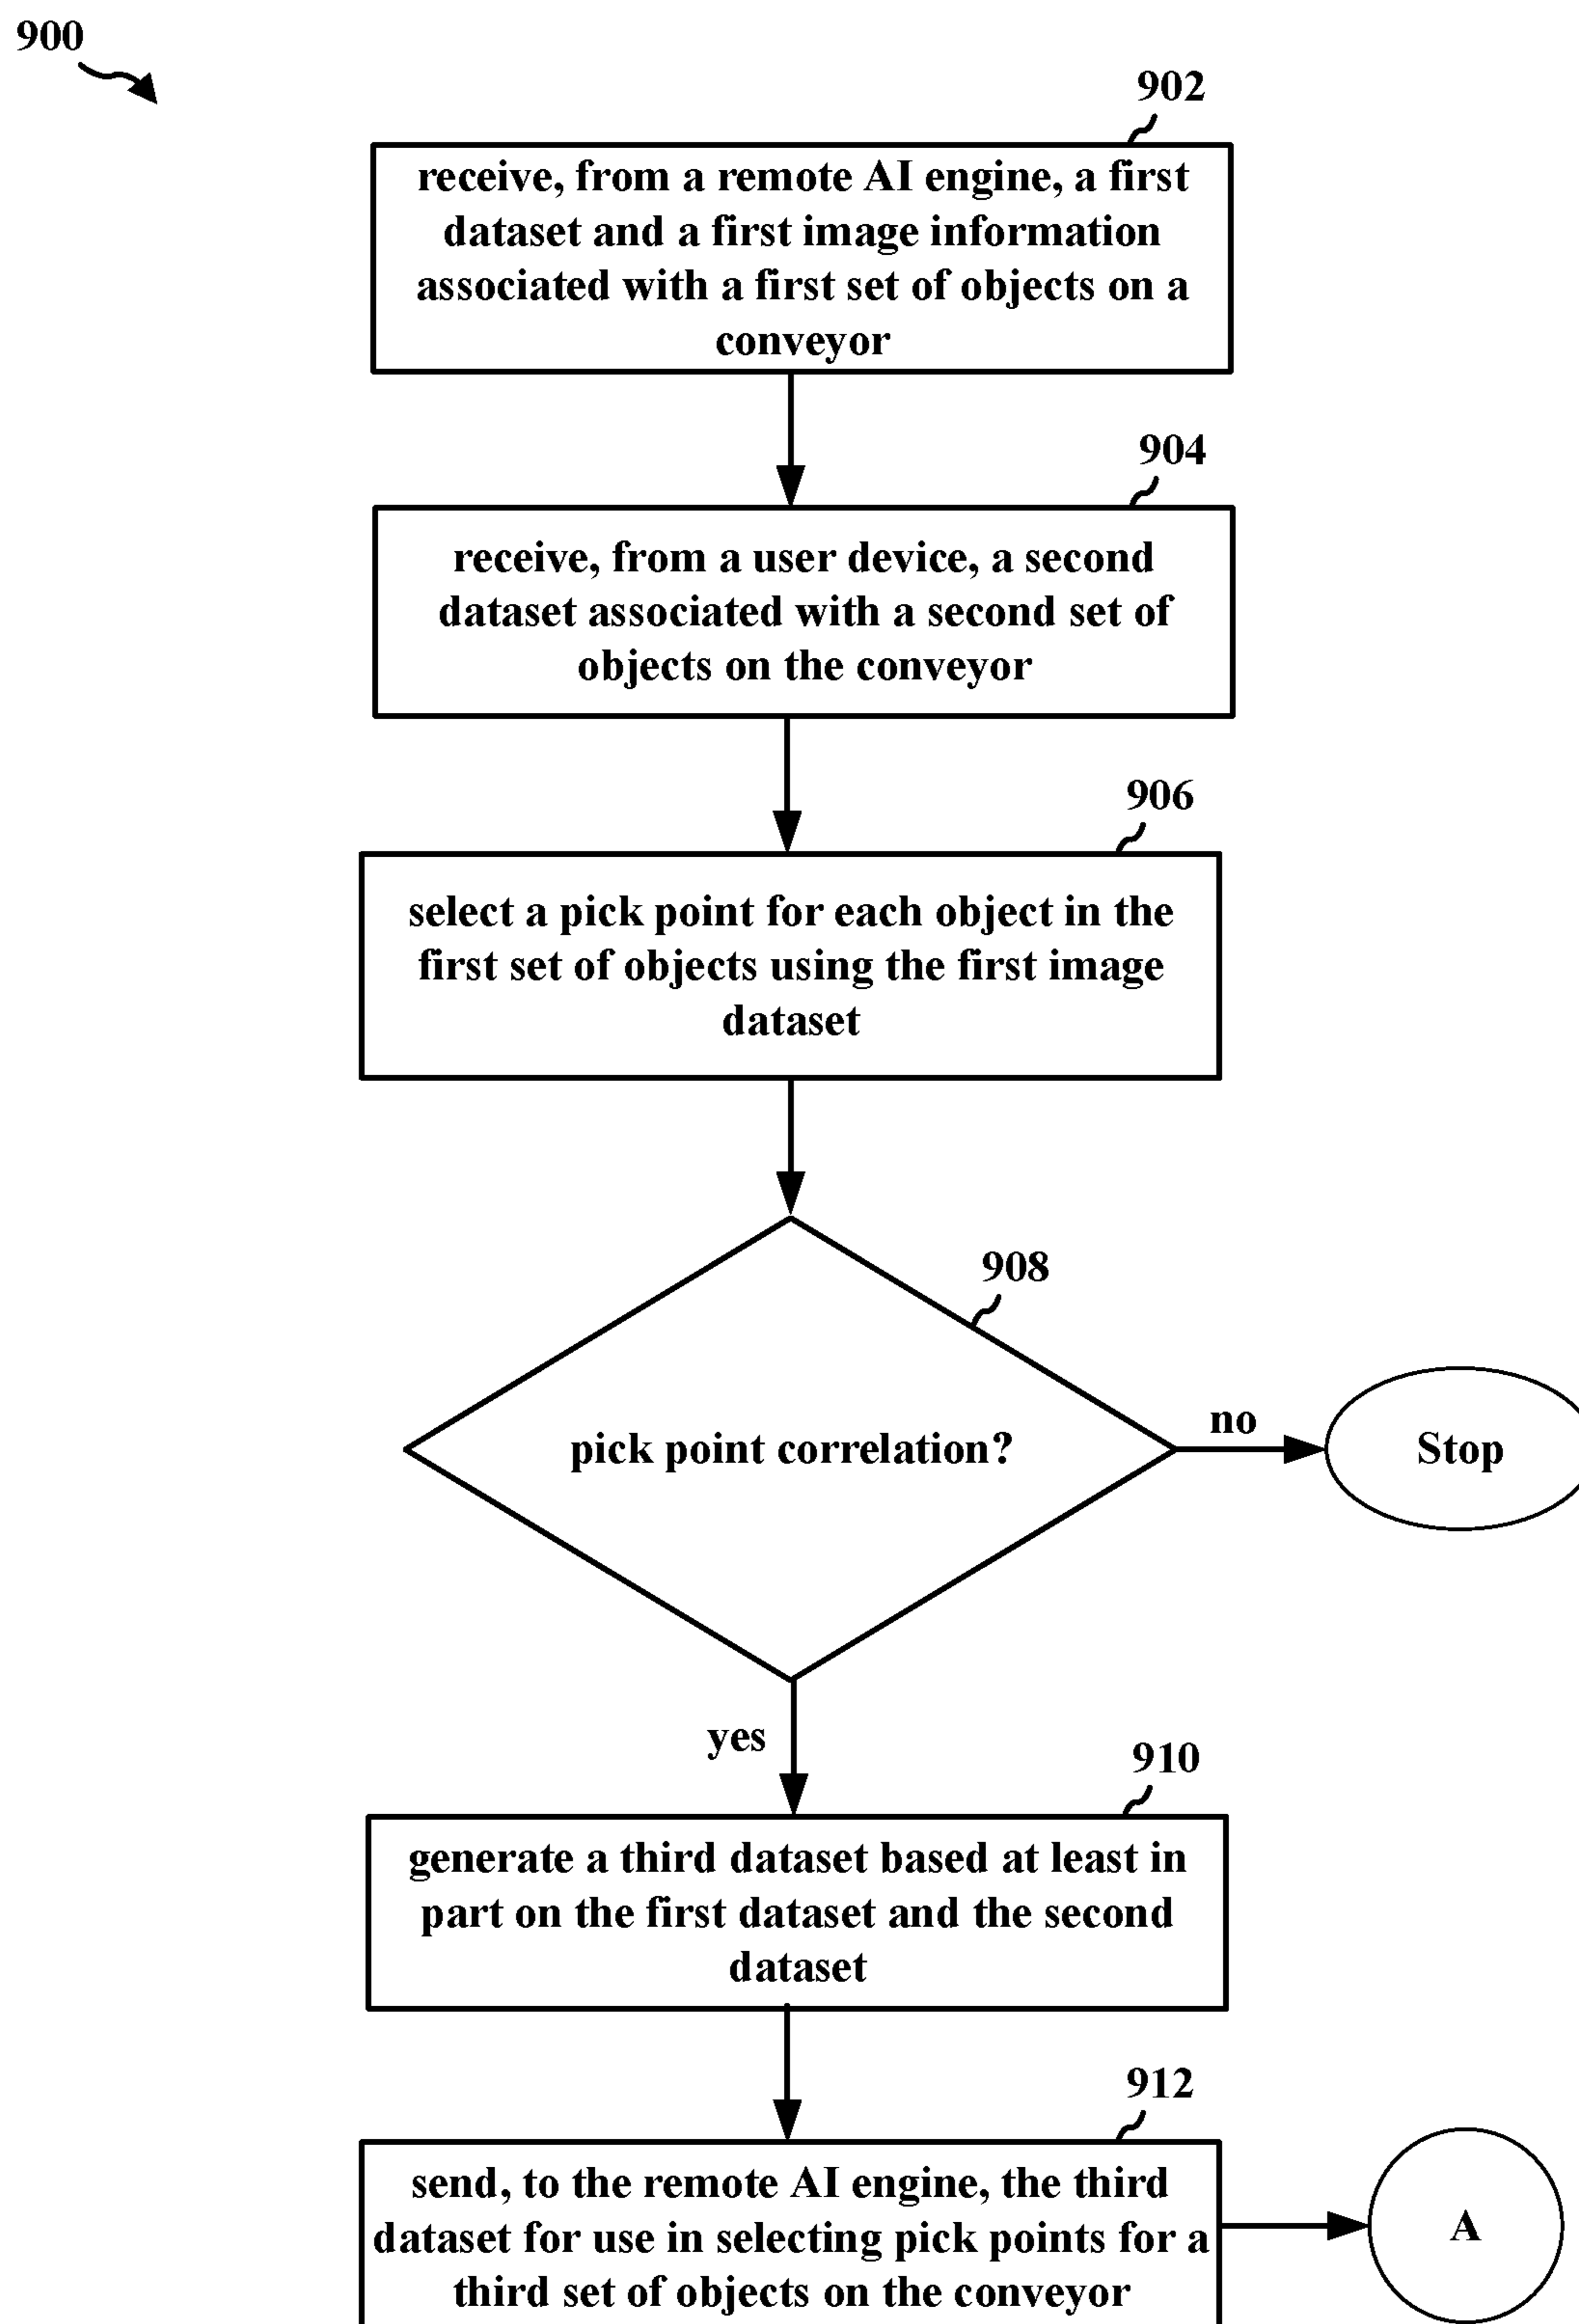 900
902
receive, from a remote AI engine, a first
dataset and a first image information
associated with a first set of objects on a
conveyor
904
receive, from a user device, a second
dataset associated with a second set of
objects on the conveyor
906
select a pick point for each object in the
first set of objects using the first image
dataset
908
pick point correlation?
no
Stop
yes
910
generate a third dataset based at least in
part on the first dataset and the second
dataset
912
send, to the remote AI engine, the third
dataset for use in selecting pick points for a
third set of objects on the conveyor
A